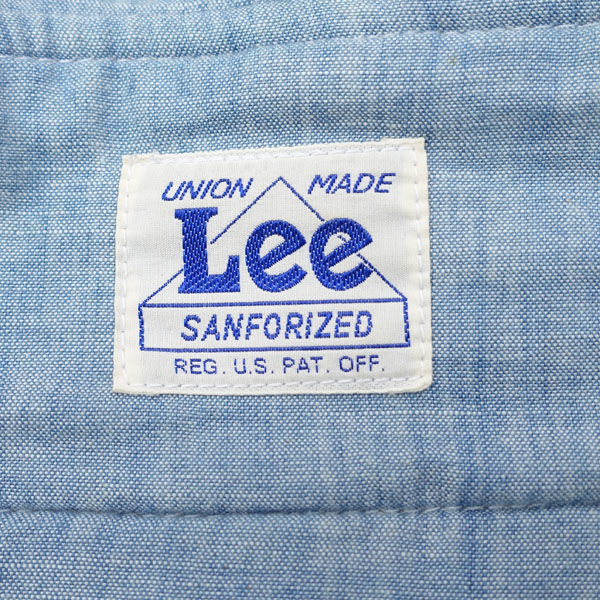 UNION MADE
Lee
SANFORIZED
REG. U.S. PAT. OFF.